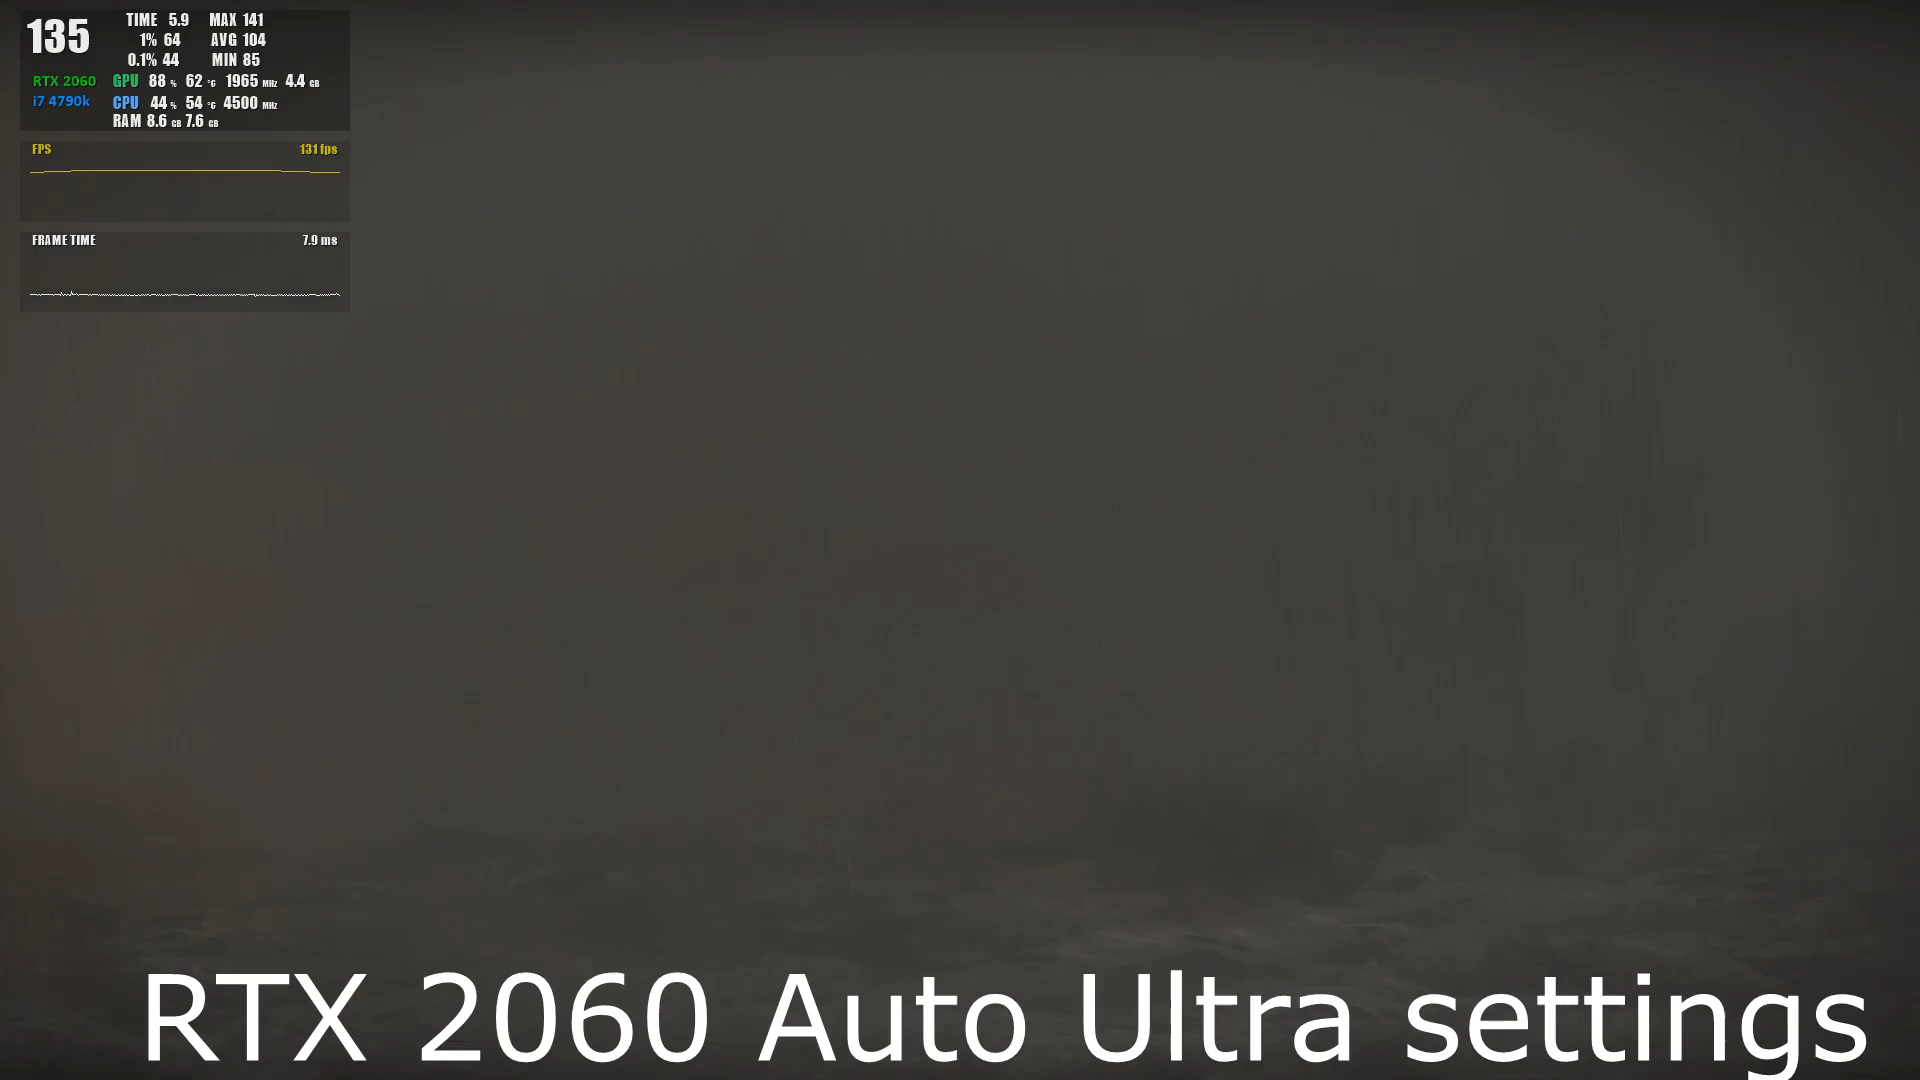 135 TIME 5.9 MAX 141
1% 64 AVG 104
0.1% 44 MIN 85
RTX 2060 GPU 88 % 62 °C 1965 MHz 4.4 GB
i7 4790k CPU 44 % 54 °C 4500 MHz
RAM 8.6 GB 7.6 GB
FPS 131 fps
FRAME TIME 7.9 ms
RTX 2060 Auto Ultra settings